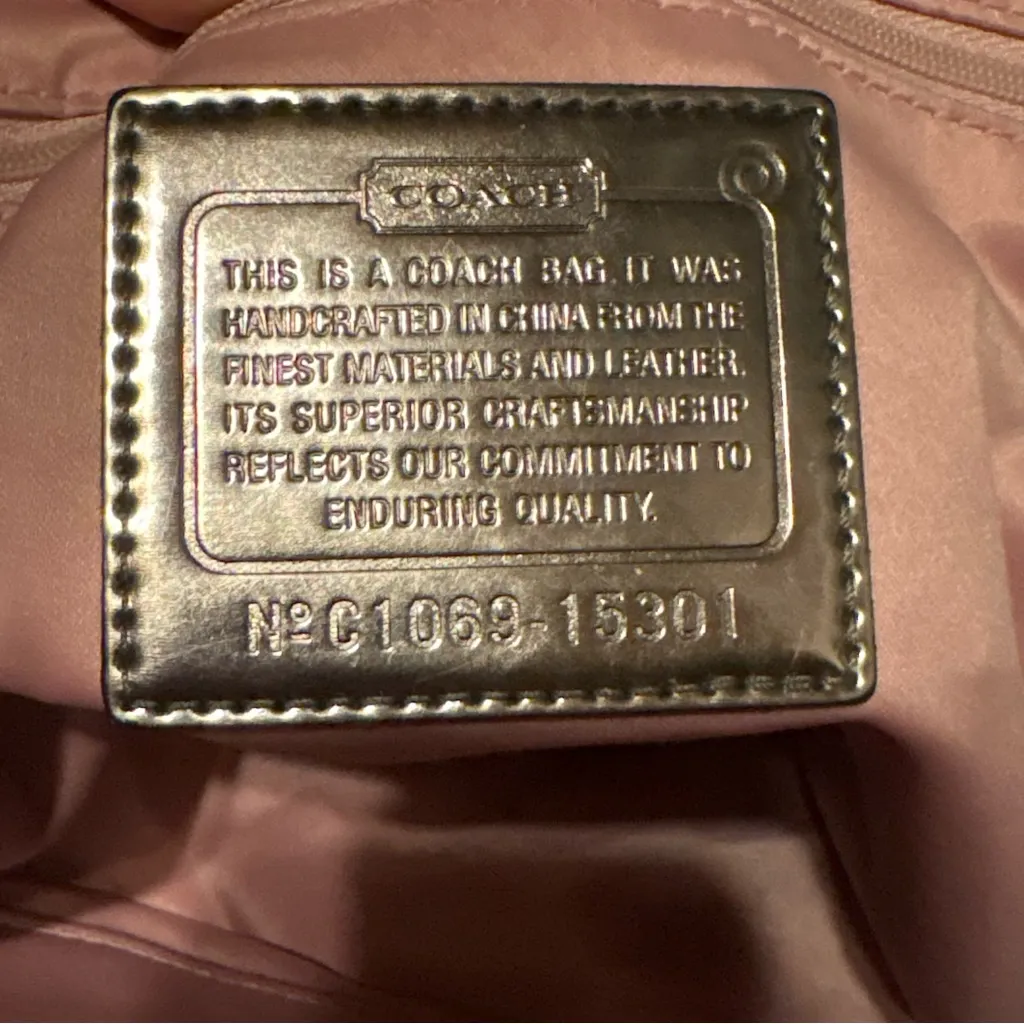 COACH
THIS IS A COACH BAG. IT WAS
HANDCRAFTED IN CHINA FROM THE
FINEST MATERIALS AND LEATHER.
ITS SUPERIOR CRAFTSMANSHIP
REFLECTS OUR COMMITMENT TO
ENDURING QUALITY.
Nº C1069-15301